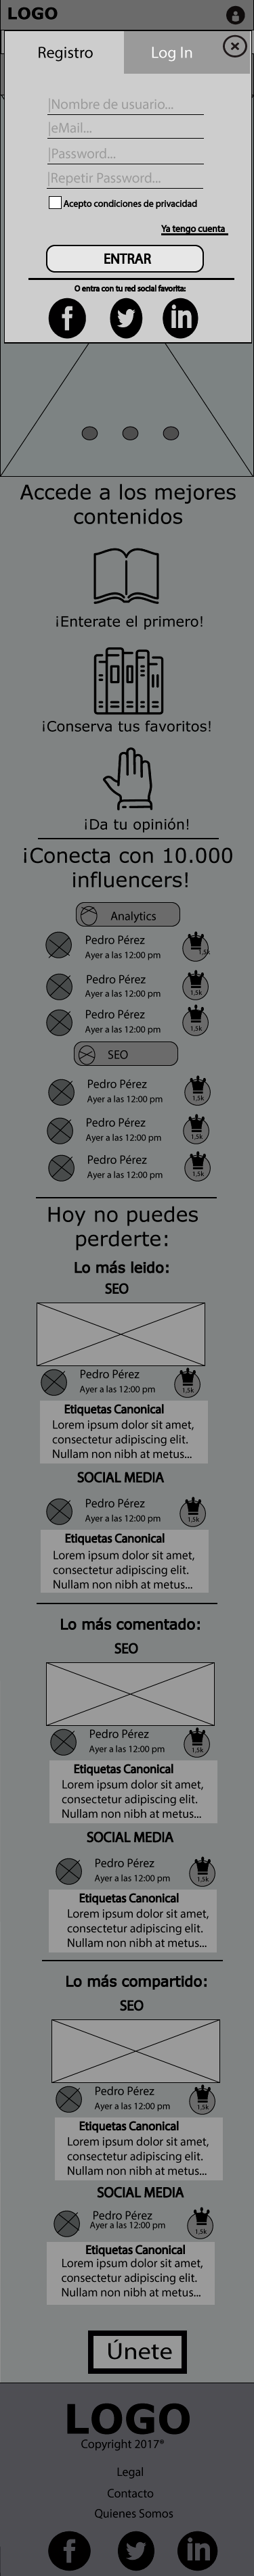 LOGO
Registro
Log In
|Nombre de usuario...
|eMail...
|Password...
|Repetir Password...
Acepto condiciones de privacidad
Ya tengo cuenta
ENTRAR
O entra con tu red social favorita:
f
in
Accede a los mejores
contenidos
¡Enterate el primero!
¡Conserva tus favoritos!
¡Da tu opinión!
¡Conecta con 10.000
influencers!
Analytics
Pedro Pérez
Ayer a las 12:00 pm
1,5k
Pedro Pérez
Ayer a las 12:00 pm
1,5k
Pedro Pérez
Ayer a las 12:00 pm
1,5k
SEO
Pedro Pérez
Ayer a las 12:00 pm
1,5k
Pedro Pérez
Ayer a las 12:00 pm
1,5k
Pedro Pérez
Ayer a las 12:00 pm
1,5k
Hoy no puedes
perderte:
Lo más leido:
SEO
Pedro Pérez
Ayer a las 12:00 pm
1,5k
Etiquetas Canonical
Lorem ipsum dolor sit amet,
consectetur adipiscing elit.
Nullam non nibh at metus...
SOCIAL MEDIA
Pedro Pérez
Ayer a las 12:00 pm
1,5k
Etiquetas Canonical
Lorem ipsum dolor sit amet,
consectetur adipiscing elit.
Nullam non nibh at metus...
Lo más comentado:
SEO
Pedro Pérez
Ayer a las 12:00 pm
1,5k
Etiquetas Canonical
Lorem ipsum dolor sit amet,
consectetur adipiscing elit.
Nullam non nibh at metus...
SOCIAL MEDIA
Pedro Pérez
Ayer a las 12:00 pm
1,5k
Etiquetas Canonical
Lorem ipsum dolor sit amet,
consectetur adipiscing elit.
Nullam non nibh at metus...
Lo más compartido:
SEO
Pedro Pérez
Ayer a las 12:00 pm
1,5k
Etiquetas Canonical
Lorem ipsum dolor sit amet,
consectetur adipiscing elit.
Nullam non nibh at metus...
SOCIAL MEDIA
Pedro Pérez
Ayer a las 12:00 pm
1,5k
Etiquetas Canonical
Lorem ipsum dolor sit amet,
consectetur adipiscing elit.
Nullam non nibh at metus...
Únete
LOGO
Copyright 2017®
Legal
Contacto
Quienes Somos
f
in